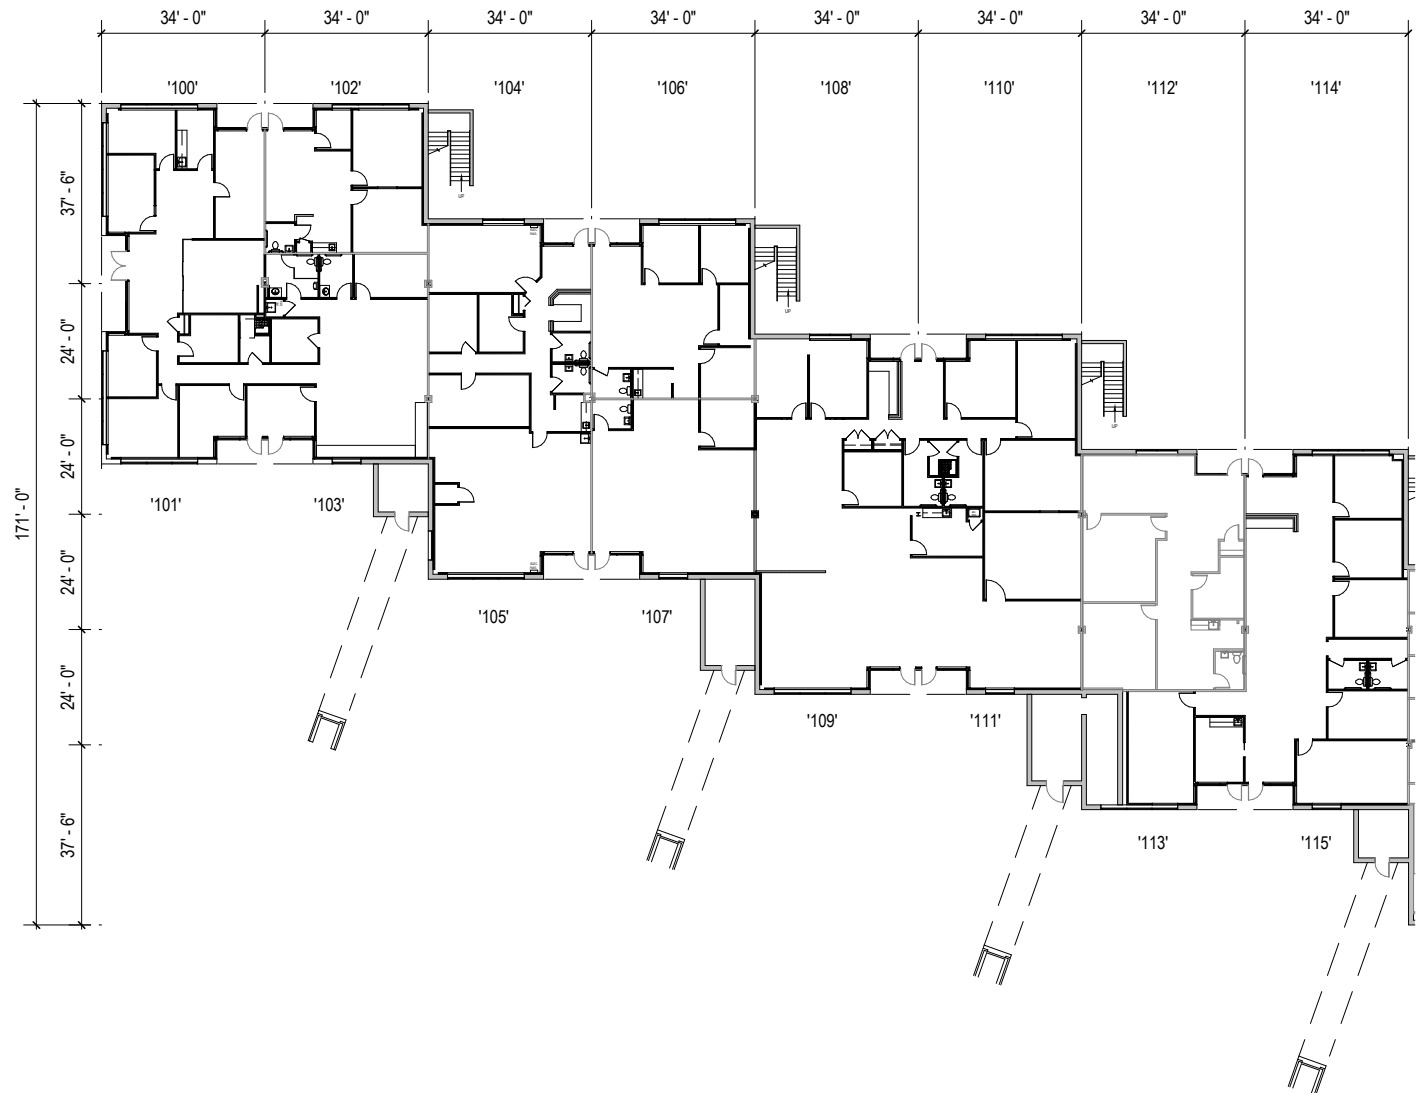 34' - 0" 34' - 0" 34' - 0" 34' - 0" 34' - 0" 34' - 0" 34' - 0" 34' - 0"
'100' '102' '104' '106' '108' '110' '112' '114'
37' - 6"
UP
UP
24' - 0"
UP
24' - 0"
'101' '103'
171' - 0"
24' - 0"
'105' '107'
24' - 0"
'109' '111'
37' - 6"
'113' '115'